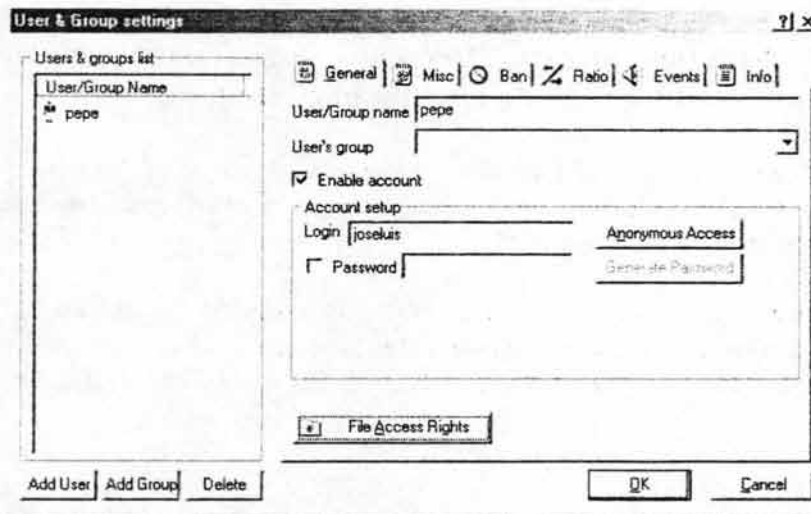 User & Group settings
Users & groups list
User/Group Name
pepe
General Misc Ban Ratio Events Info
User/Group name pepe
User's group
Enable account
Account setup
Login joseluis Anonymous Access
Password Generate Password
File Access Rights
Add User Add Group Delete OK Cancel